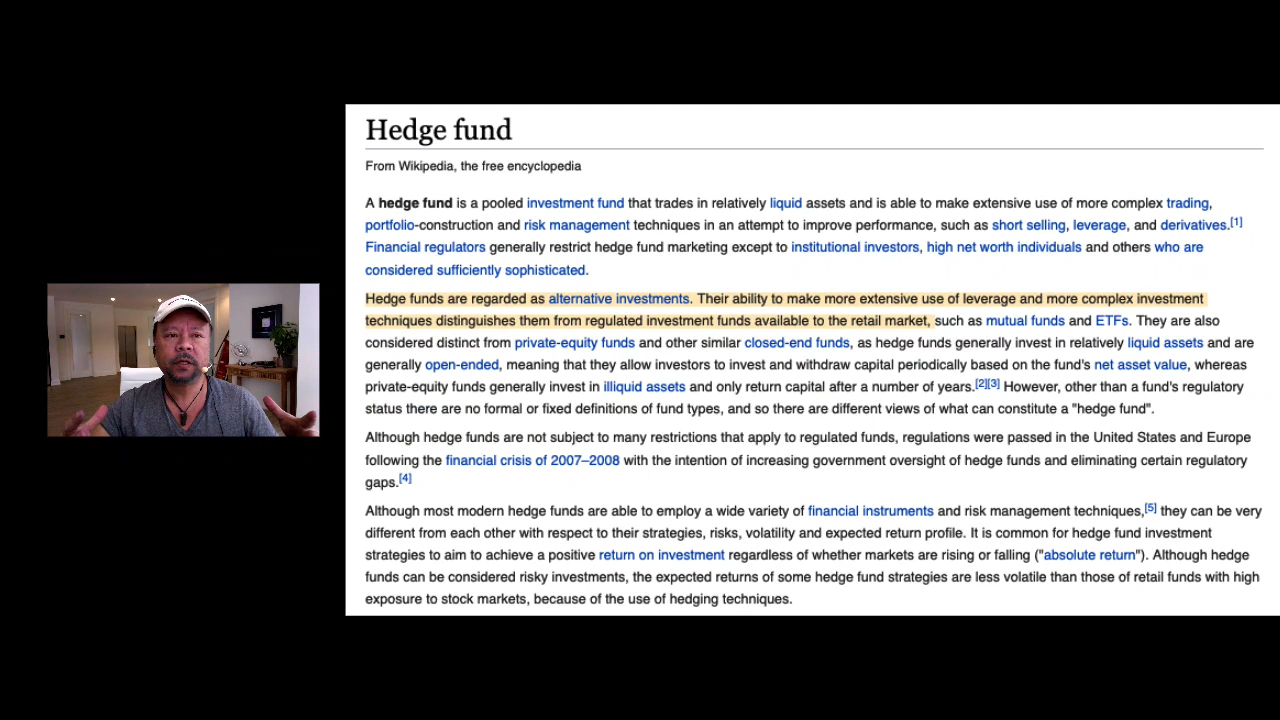 Hedge fund
From Wikipedia, the free encyclopedia
A hedge fund is a pooled investment fund that trades in relatively liquid assets and is able to make extensive use of more complex trading,
portfolio-construction and risk management techniques in an attempt to improve performance, such as short selling, leverage, and derivatives.[1]
Financial regulators generally restrict hedge fund marketing except to institutional investors, high net worth individuals and others who are
considered sufficiently sophisticated.
Hedge funds are regarded as alternative investments. Their ability to make more extensive use of leverage and more complex investment
techniques distinguishes them from regulated investment funds available to the retail market, such as mutual funds and ETFs. They are also
considered distinct from private-equity funds and other similar closed-end funds, as hedge funds generally invest in relatively liquid assets and are
generally open-ended, meaning that they allow investors to invest and withdraw capital periodically based on the fund's net asset value, whereas
private-equity funds generally invest in illiquid assets and only return capital after a number of years.[2][3] However, other than a fund's regulatory
status there are no formal or fixed definitions of fund types, and so there are different views of what can constitute a "hedge fund".
Although hedge funds are not subject to many restrictions that apply to regulated funds, regulations were passed in the United States and Europe
following the financial crisis of 2007–2008 with the intention of increasing government oversight of hedge funds and eliminating certain regulatory
gaps.[4]
Although most modern hedge funds are able to employ a wide variety of financial instruments and risk management techniques,[5] they can be very
different from each other with respect to their strategies, risks, volatility and expected return profile. It is common for hedge fund investment
strategies to aim to achieve a positive return on investment regardless of whether markets are rising or falling ("absolute return"). Although hedge
funds can be considered risky investments, the expected returns of some hedge fund strategies are less volatile than those of retail funds with high
exposure to stock markets, because of the use of hedging techniques.